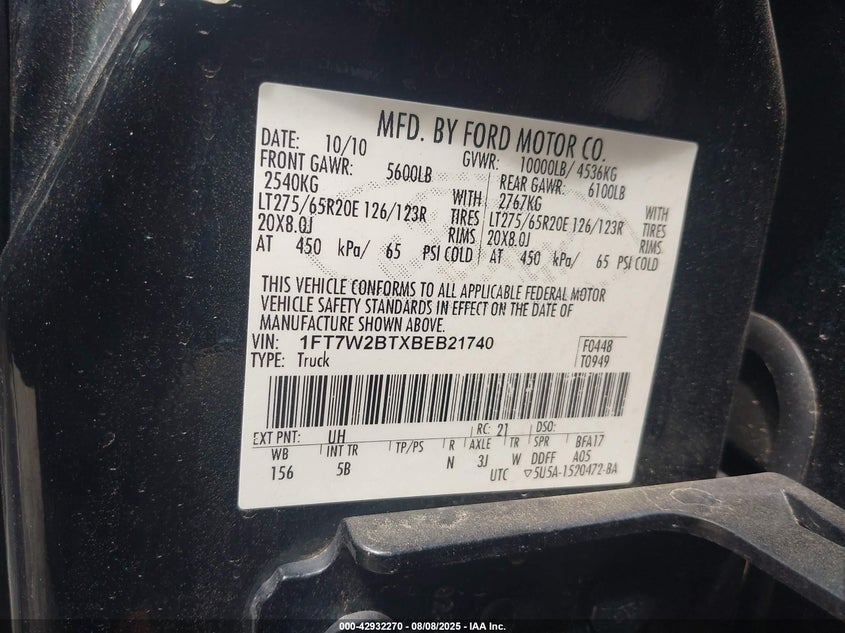 MFD. BY FORD MOTOR CO.
DATE: 10/10 GVWR: 10000LB/ 4536KG
FRONT GAWR: 5600LB REAR GAWR: 6100LB
2540KG WITH 2767KG WITH
LT275/65R20E 126/123R TIRES LT275/65R20E 126/123R TIRES
20X8.0J RIMS 20X8.0J RIMS
AT 450 kPa/ 65 PSI COLD AT 450 kPa/ 65 PSI COLD
THIS VEHICLE CONFORMS TO ALL APPLICABLE FEDERAL MOTOR
VEHICLE SAFETY STANDARDS IN EFFECT ON THE DATE OF
MANUFACTURE SHOWN ABOVE.
VIN: 1FT7W2BTXBEB21740 F0448
TYPE: Truck T0949
EXT PNT: UH RC: 21 DSO:
WB INT TR TP/PS R AXLE TR SPR BFA17
156 5B N 3J W DDFF A05
UTC ▽5U5A-1520472-BA
000-42932270 - 08/08/2025 - IAA Inc.